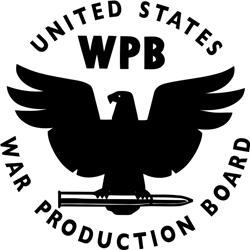 UNITED STATES
WPB
WAR PRODUCTION BOARD